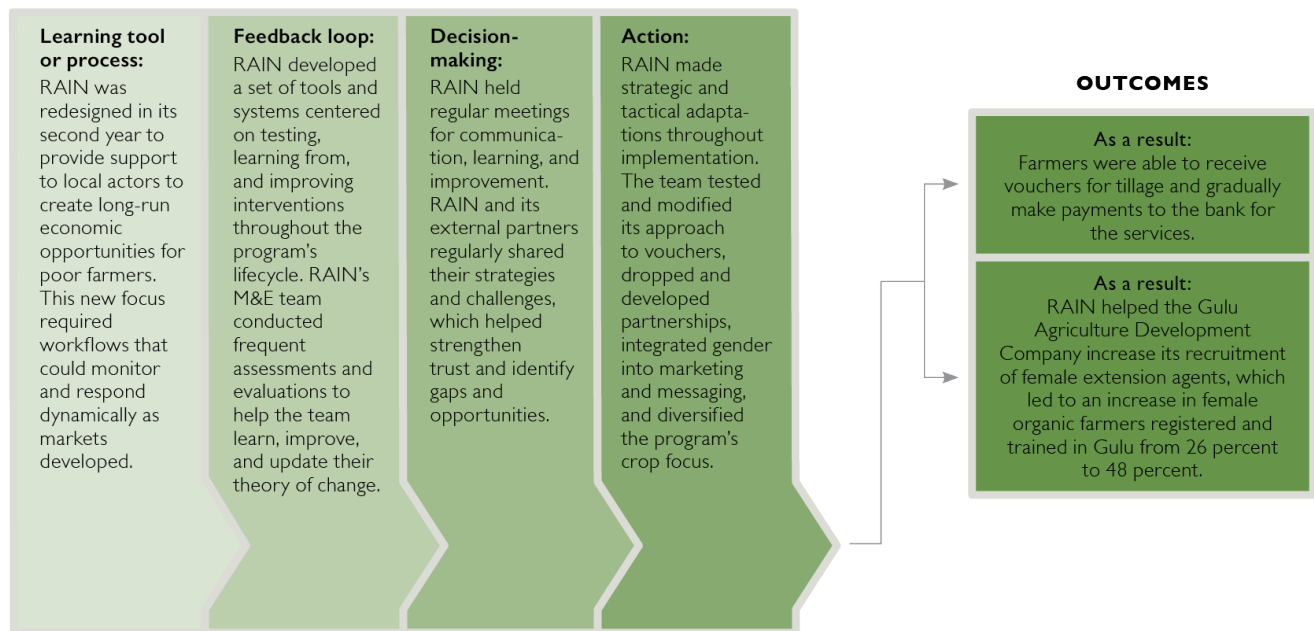 Learning tool
or process:
RAIN was
redesigned in its
second year to
provide support
to local actors to
create long-run
economic
opportunities for
poor farmers.
This new focus
required
workflows that
could monitor
and respond
dynamically as
markets
developed.
Feedback loop:
RAIN developed
a set of tools and
systems centered
on testing,
learning from,
and improving
interventions
throughout the
program's
lifecycle. RAIN's
M&E team
conducted
frequent
assessments and
evaluations to
help the team
learn, improve,
and update their
theory of change.
Decision-
making:
RAIN held
regular meetings
for communica-
tion, learning, and
improvement.
RAIN and its
external partners
regularly shared
their strategies
and challenges,
which helped
strengthen
trust and identify
gaps and
opportunities.
Action:
RAIN made
strategic and
tactical adapta-
tions throughout
implementation.
The team tested
and modified
its approach
to vouchers,
dropped and
developed
partnerships,
integrated gender
into marketing
and messaging,
and diversified
the program's
crop focus.
OUTCOMES
As a result:
Farmers were able to receive
vouchers for tillage and gradually
make payments to the bank for
the services.
As a result:
RAIN helped the Gulu
Agriculture Development
Company increase its recruitment
of female extension agents, which
led to an increase in female
organic farmers registered and
trained in Gulu from 26 percent
to 48 percent.